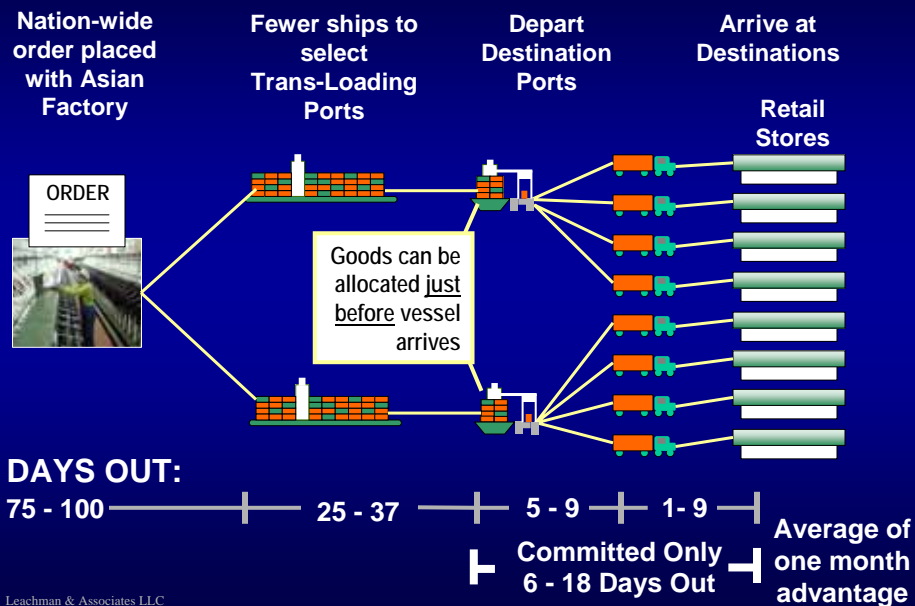 Nation-wide
order placed
with Asian
Factory
Fewer ships to
select
Trans-Loading
Ports
Depart
Destination
Ports
Arrive at
Destinations
Retail
Stores
ORDER
Goods can be
allocated just
before vessel
arrives
DAYS OUT:
75 - 100
25 - 37
5 - 9
1- 9
Committed Only
6 - 18 Days Out
Average of
one month
advantage
Leachman & Associates LLC